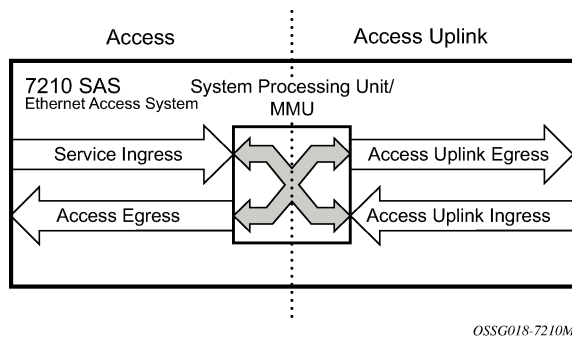 Access
Access Uplink
7210 SAS
Ethernet Access System
System Processing Unit/
MMU
Service Ingress
Access Uplink Egress
Access Egress
Access Uplink Ingress
OSSG018-7210M